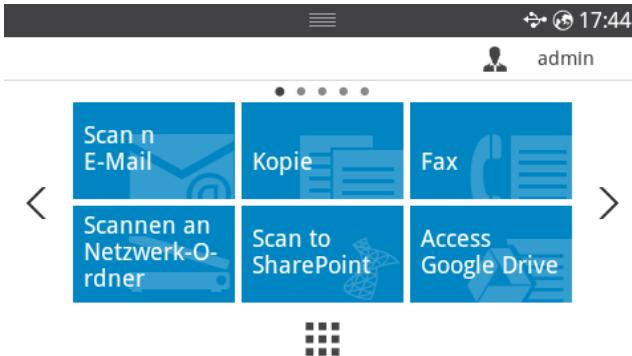 17:44
admin
Scan n
E-Mail
Kopie
Fax
Scannen an
Netzwerk-O-
rdner
Scan to
SharePoint
Access
Google Drive